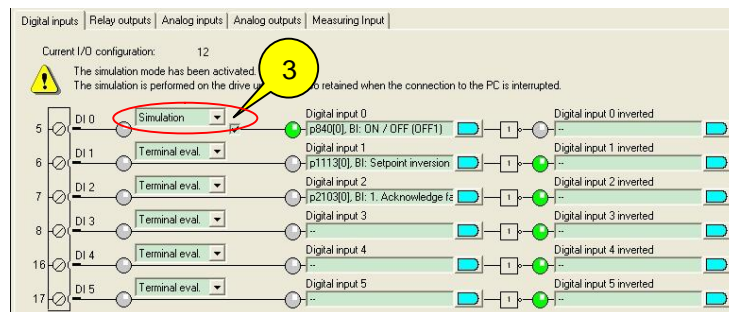 Digital inputs Relay outputs Analog inputs Analog outputs Measuring Input
Current I/O configuration: 12
The simulation mode has been activated.
The simulation is performed on the drive retained when the connection to the PC is interrupted.
3
DI 0 Simulation Digital input 0 Digital input 0 inverted
5 p840[0], BI: ON / OFF (OFF1) 1 --
DI 1 Terminal eval. Digital input 1 Digital input 1 inverted
6 p1113[0], BI: Setpoint inversion 1 --
DI 2 Terminal eval. Digital input 2 Digital input 2 inverted
7 p2103[0], BI: 1. Acknowledge fa 1 --
DI 3 Terminal eval. Digital input 3 Digital input 3 inverted
8 -- 1 --
DI 4 Terminal eval. Digital input 4 Digital input 4 inverted
16 -- 1 --
DI 5 Terminal eval. Digital input 5 Digital input 5 inverted
17 -- 1 --